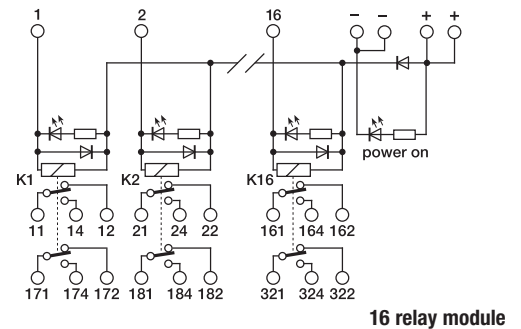 1 2 16 − − + +
power on
K1 K2 K16
11 14 12 21 24 22 161 164 162
171 174 172 181 184 182 321 324 322
16 relay module